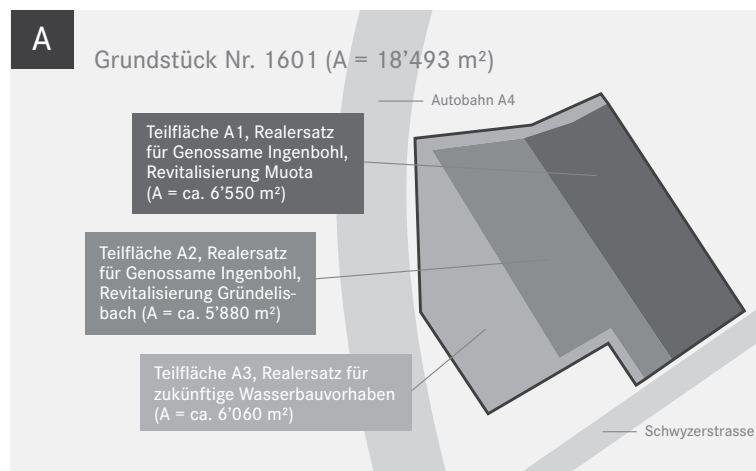 A
Grundstück Nr. 1601 (A = 18’493 m²)
Autobahn A4
Teilfläche A1, Realersatz
für Genossame Ingenbohl,
Revitalisierung Muota
(A = ca. 6’550 m²)
Teilfläche A2, Realersatz
für Genossame Ingenbohl,
Revitalisierung Gründelis-
bach (A = ca. 5’880 m²)
Teilfläche A3, Realersatz für
zukünftige Wasserbauvorhaben
(A = ca. 6’060 m²)
Schwyzerstrasse